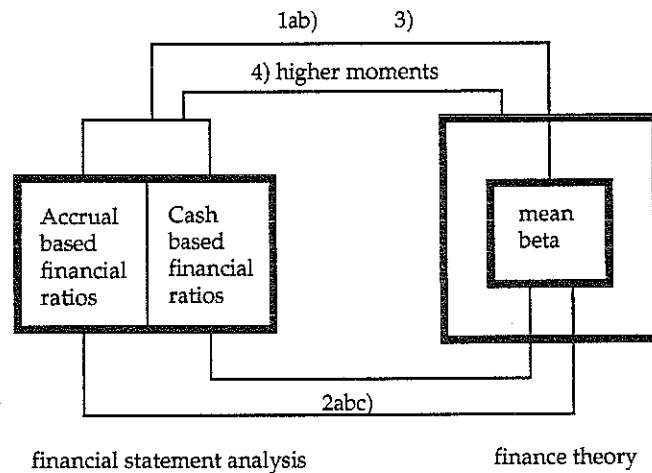 1ab) 3)
4) higher moments
Accrual
based
financial
ratios
Cash
based
financial
ratios
mean
beta
2abc)
financial statement analysis
finance theory